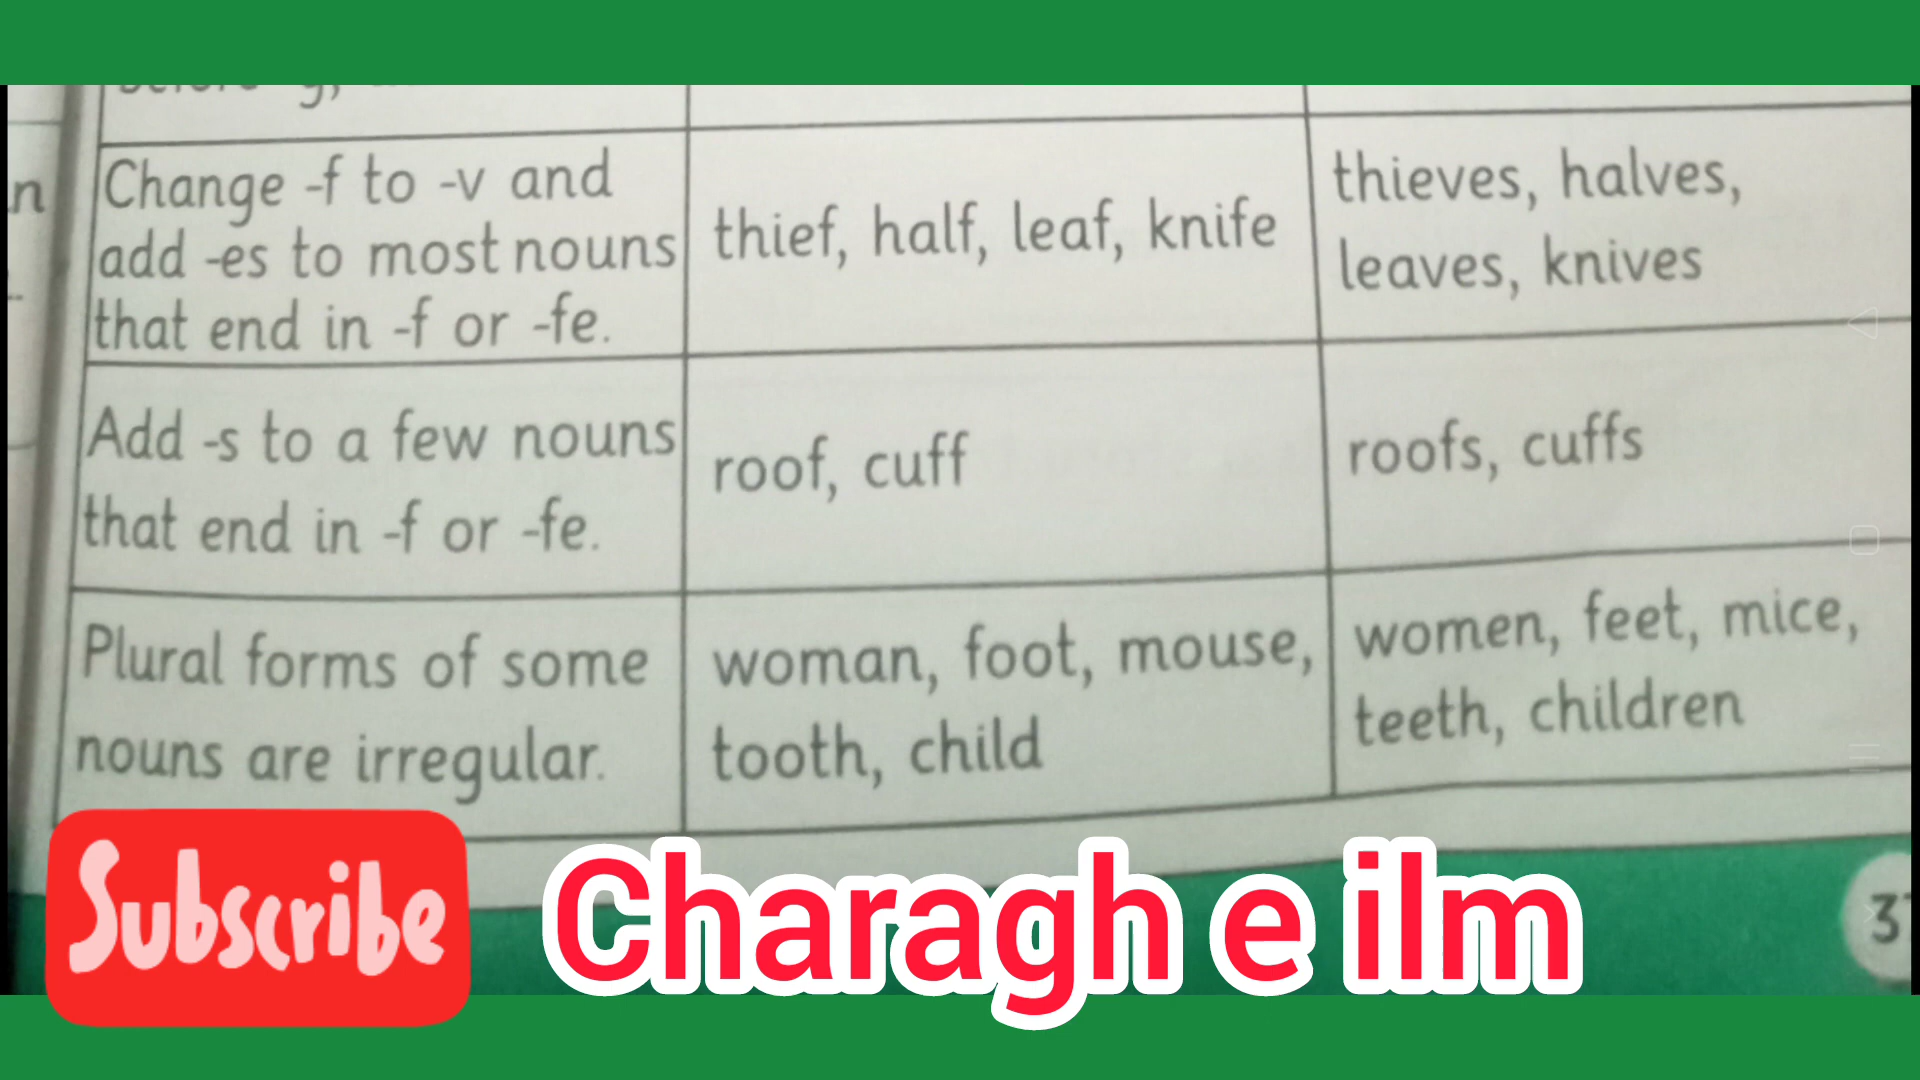 Change -f to -v and
add -es to most nouns
that end in -f or -fe.
thief, half, leaf, knife
thieves, halves,
leaves, knives
Add -s to a few nouns
that end in -f or -fe.
roof, cuff
roofs, cuffs
Plural forms of some
nouns are irregular.
woman, foot, mouse,
tooth, child
women, feet, mice,
teeth, children
Subscribe
Charagh e ilm